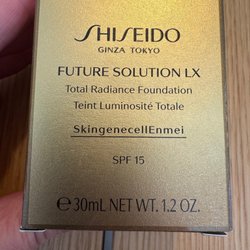 SHISEIDO
GINZA TOKYO
FUTURE SOLUTION LX
Total Radiance Foundation
Teint Luminosité Totale
SkingenecellEnmei
SPF 15
℮30mL NET WT. 1.2 OZ.